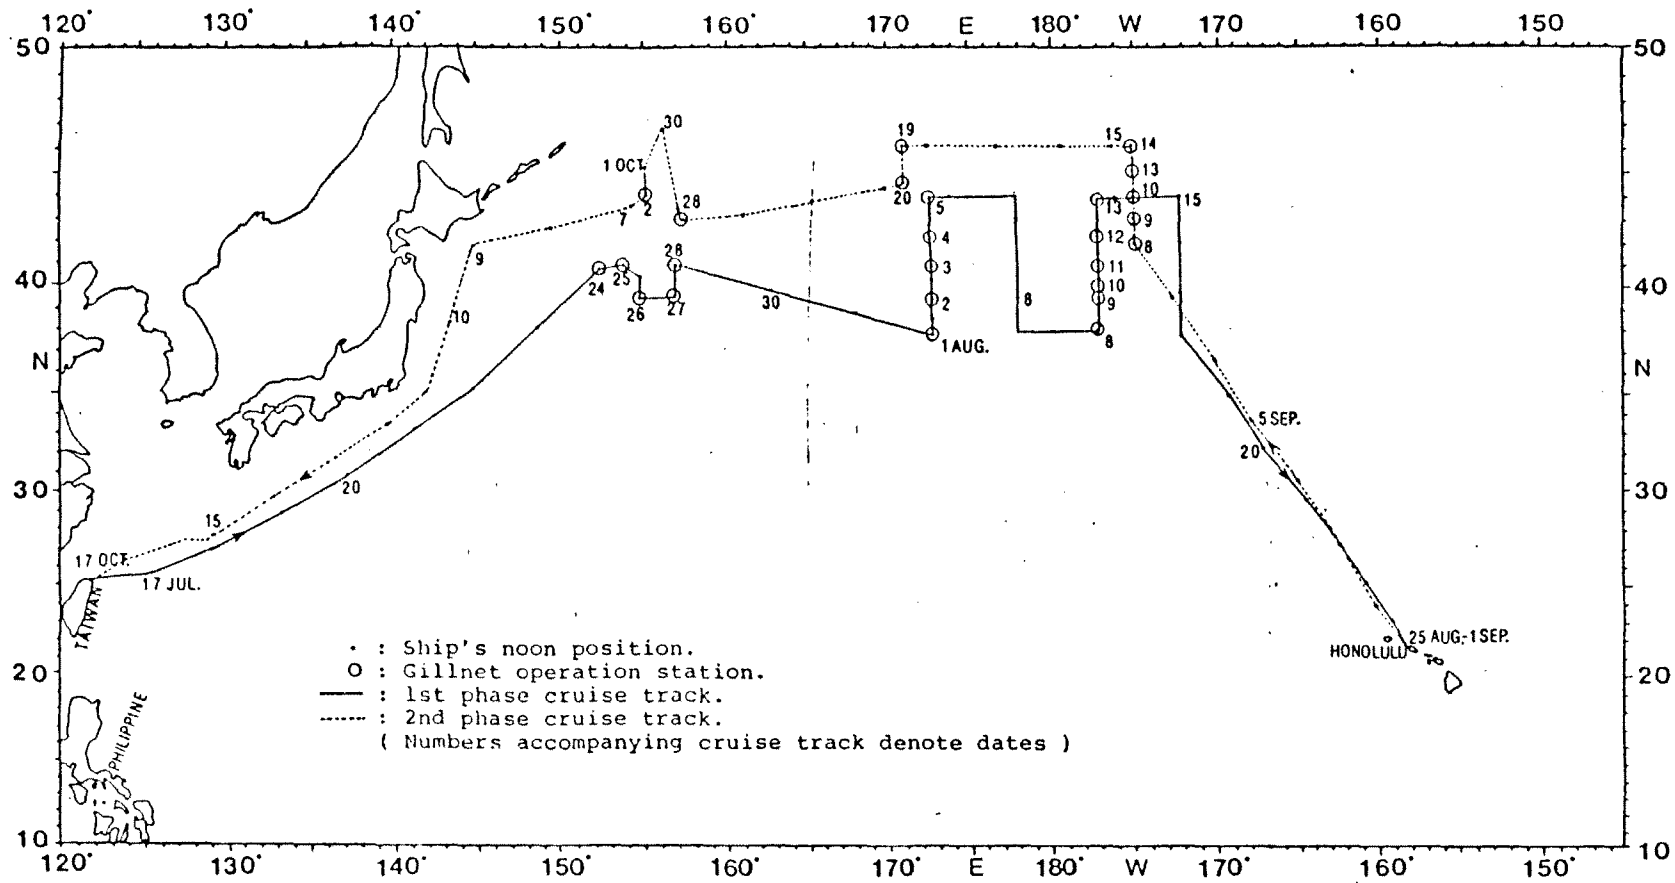 120° 130° 140° 150° 160° 170° E 180° W 170° 160° 150°
50 50
30
19 15 14
1 OCT. 13
2 20 10
7 28 5 13 15
9
4 12 8
9 28
40 24 25 3 11 40
10
26 27 30 2 9
10 8
8
1 AUG.
N N
5 SEP.
20
30 20 30
15
17 OCT.
17 JUL.
TAIWAN
25 AUG.-1 SEP.
HONOLULU
20 20
. : Ship's noon position.
O : Gillnet operation station.
—— : 1st phase cruise track.
------ : 2nd phase cruise track.
( Numbers accompanying cruise track denote dates )
PHILIPPINE
10 10
120° 130° 140° 150° 160° 170° E 180° W 170° 160° 150°